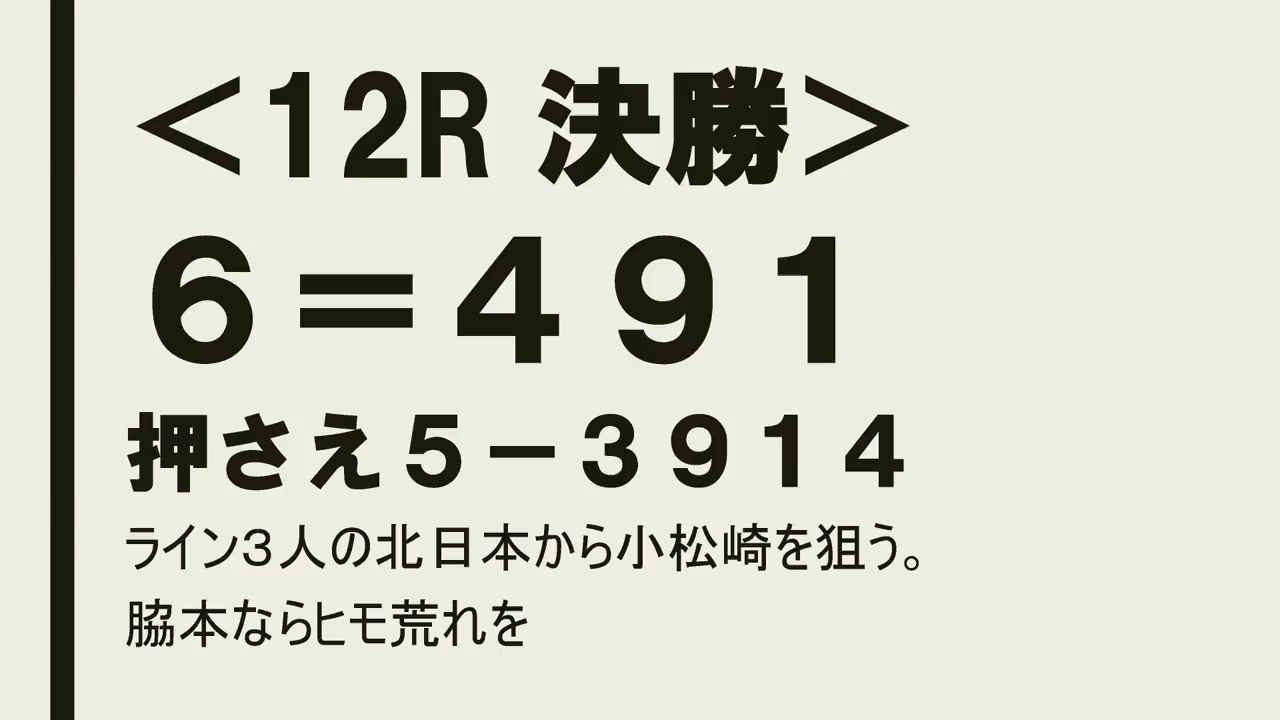 ＜12R 決勝＞
６＝４９１
押さえ５－３９１４
ライン３人の北日本から小松崎を狙う。
脇本ならヒモ荒れを